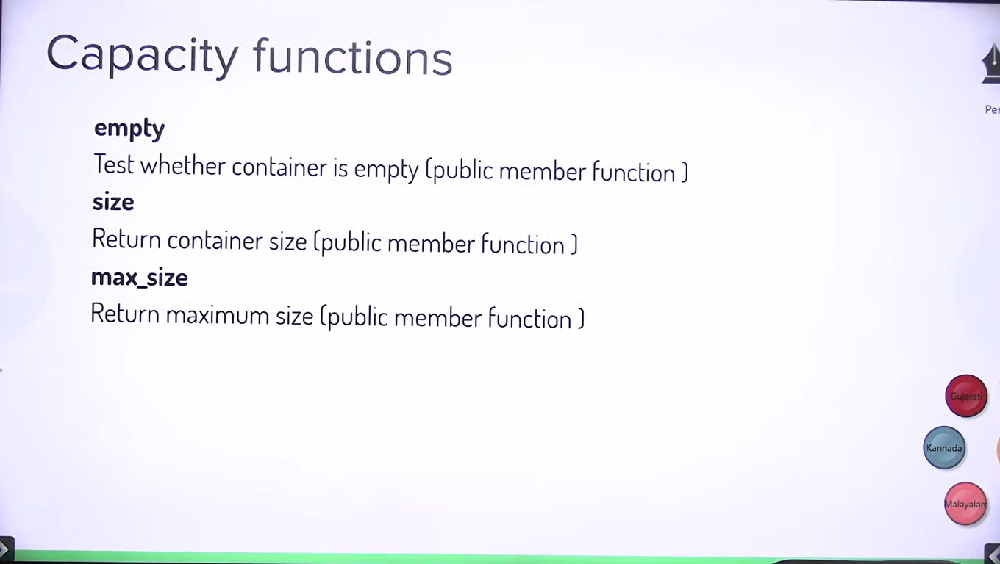 Capacity functions
empty
Test whether container is empty (public member function )
size
Return container size (public member function )
max_size
Return maximum size (public member function )
Gujarati
Kannada
Malayalam